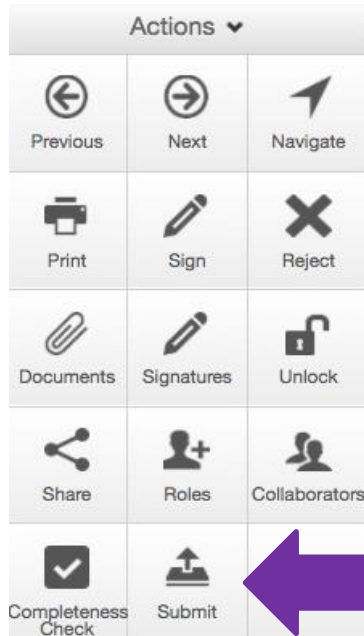 Actions
Previous Next Navigate
Print Sign Reject
Documents Signatures Unlock
Share Roles Collaborators
Completeness Check Submit